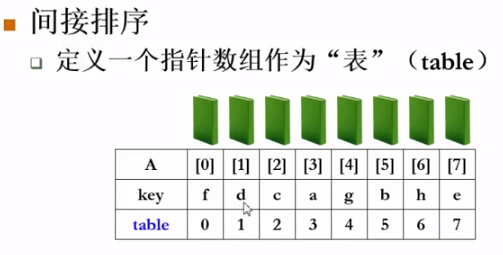 间接排序
定义一个指针数组作为“表”（table）
A [0] [1] [2] [3] [4] [5] [6] [7]
key f d c a g b h e
table 0 1 2 3 4 5 6 7